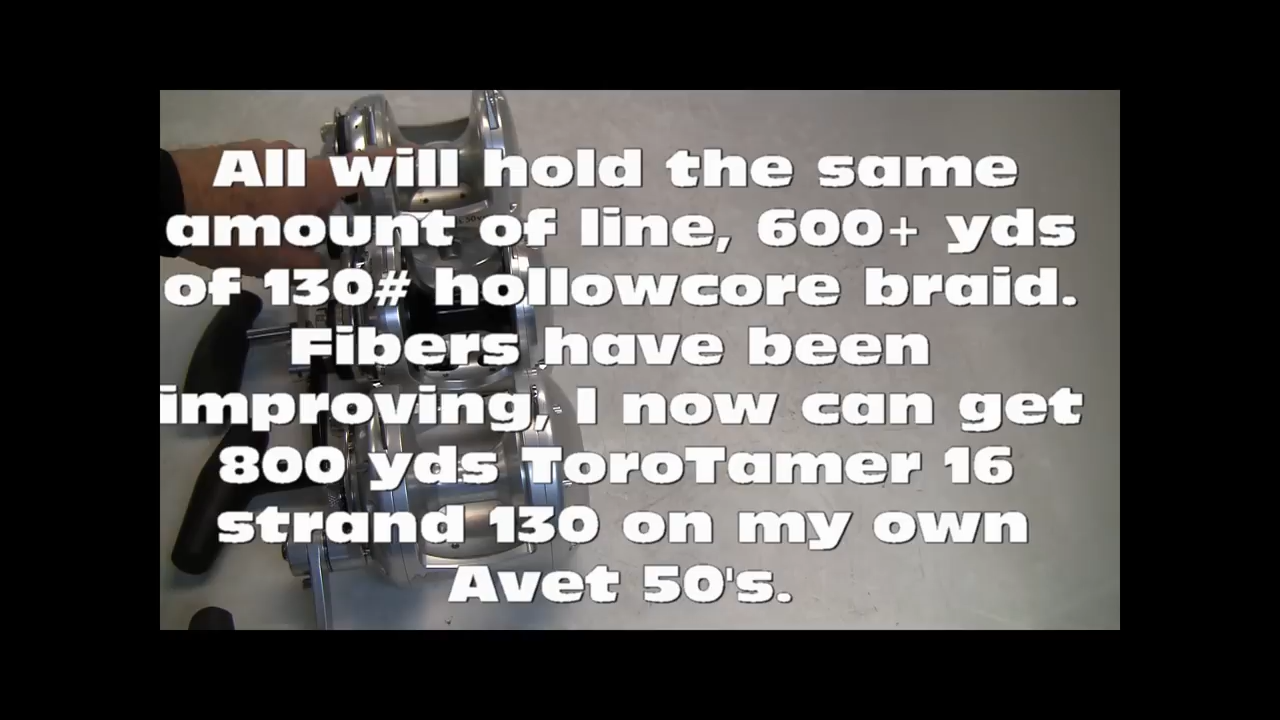 All will hold the same
amount of line, 600+ yds
of 130# hollowcore braid.
Fibers have been
improving, I now can get
800 yds ToroTamer 16
strand 130 on my own
Avet 50's.